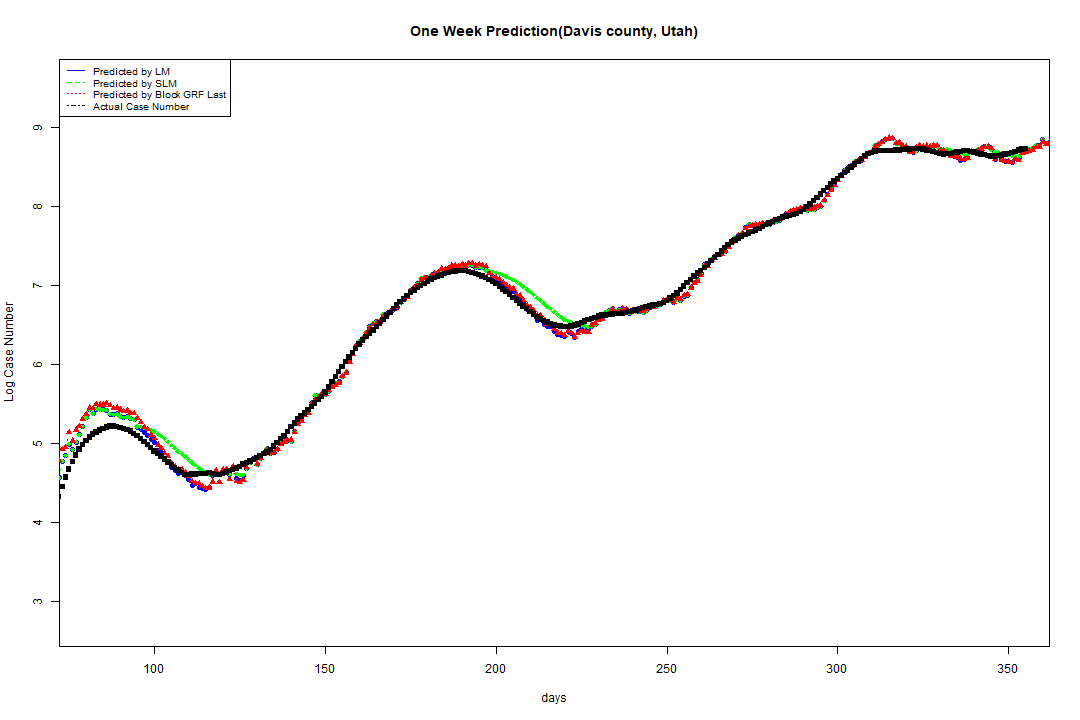 One Week Prediction(Davis county, Utah)
Predicted by LM
Predicted by SLM
Predicted by Block GRF Last
Actual Case Number
9
8
7
6
5
4
3
Log Case Number
100 150 200 250 300 350
days